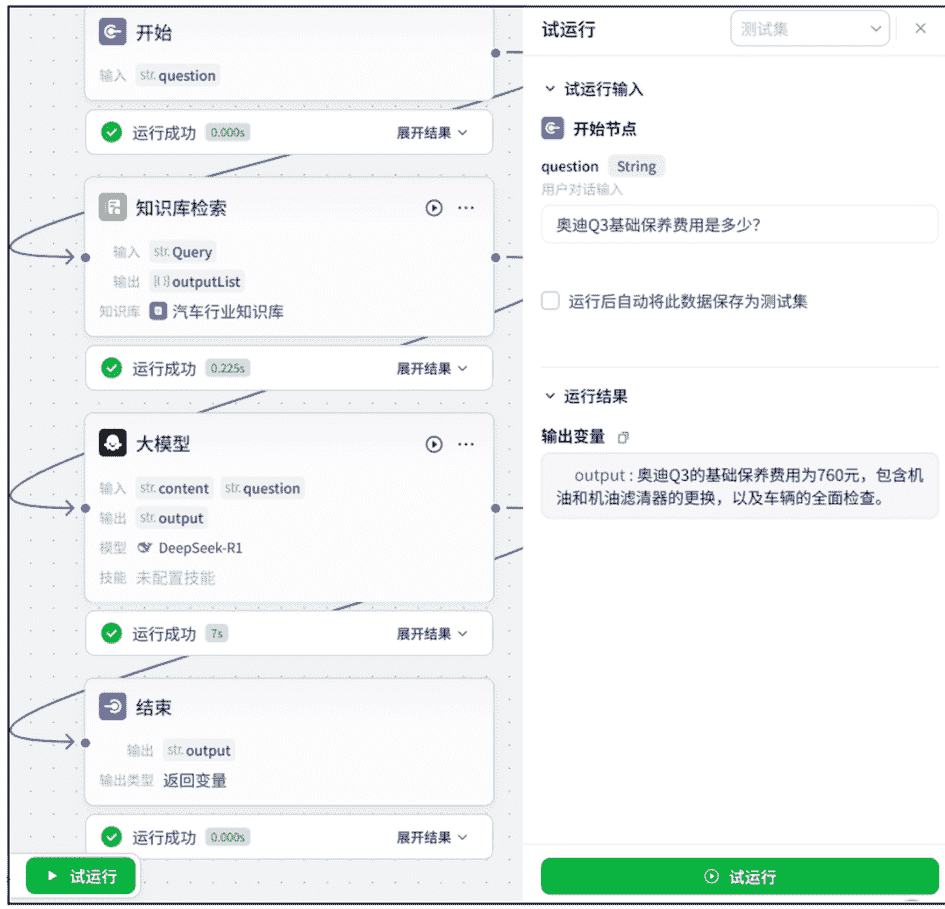 开始
输入 str. question
运行成功 0.000s 展开结果
知识库检索
输入 str. Query
输出 [{}] outputList
知识库 汽车行业知识库
运行成功 0.225s 展开结果
大模型
输入 str. content str. question
输出 str. output
模型 DeepSeek-R1
技能 未配置技能
运行成功 7s 展开结果
结束
输出 str. output
输出类型 返回变量
运行成功 0.000s 展开结果
试运行
试运行 测试集
试运行输入
开始节点
question String
用户对话输入
奥迪Q3基础保养费用是多少?
运行后自动将此数据保存为测试集
运行结果
输出变量
output : 奥迪Q3的基础保养费用为760元，包含机
油和机油滤清器的更换，以及车辆的全面检查。
试运行